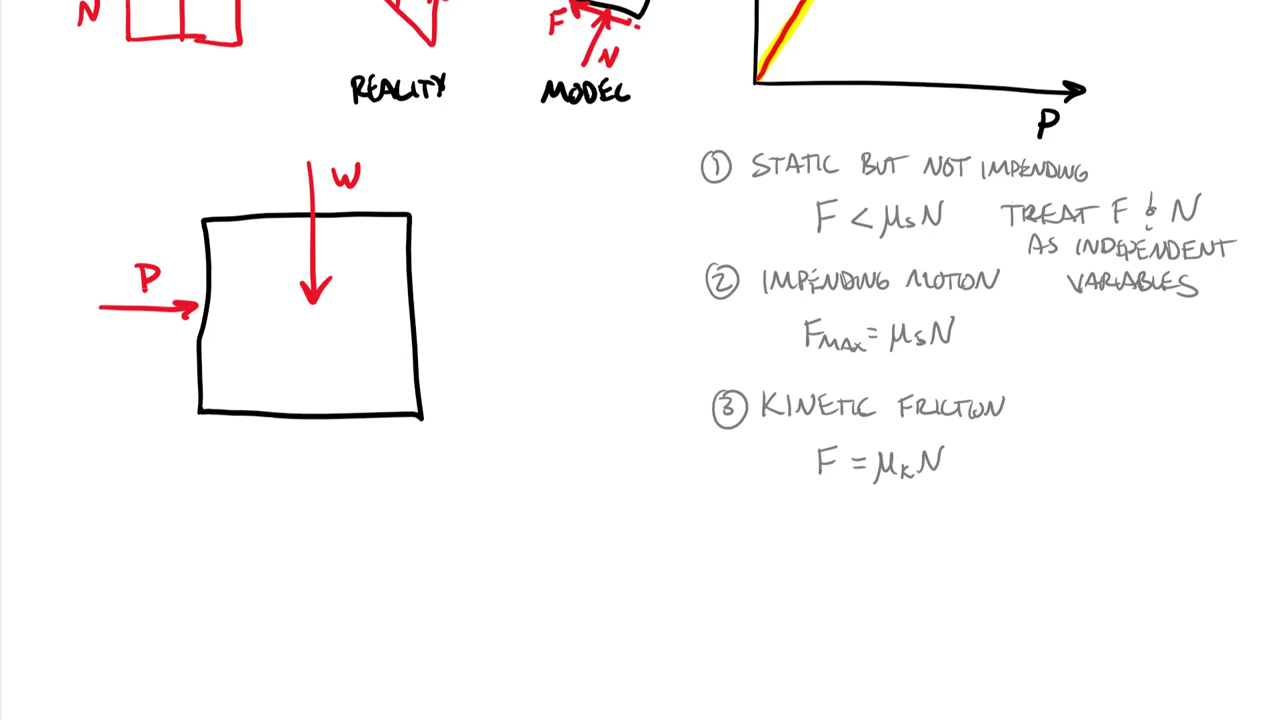 N
F
N
REALITY
MODEL
P
W
P
① STATIC BUT NOT IMPENDING
F < μsN TREAT F & N
AS INDEPENDENT
VARIABLES
② IMPENDING MOTION
FMAX = μsN
③ KINETIC FRICTION
F = μkN